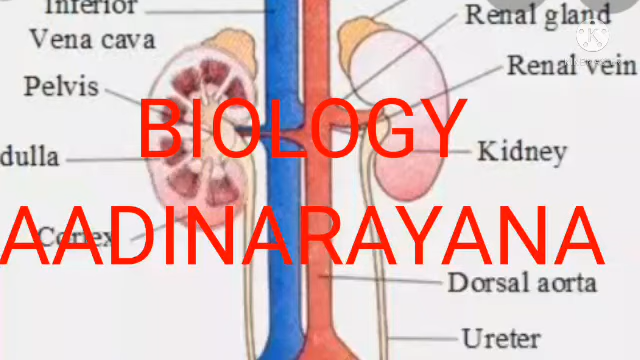 Inferior
Vena cava
Renal gland
Renal vein
Pelvis
BIOLOGY
dulla
Kidney
AADINARAYANA
Cortex
Dorsal aorta
Ureter